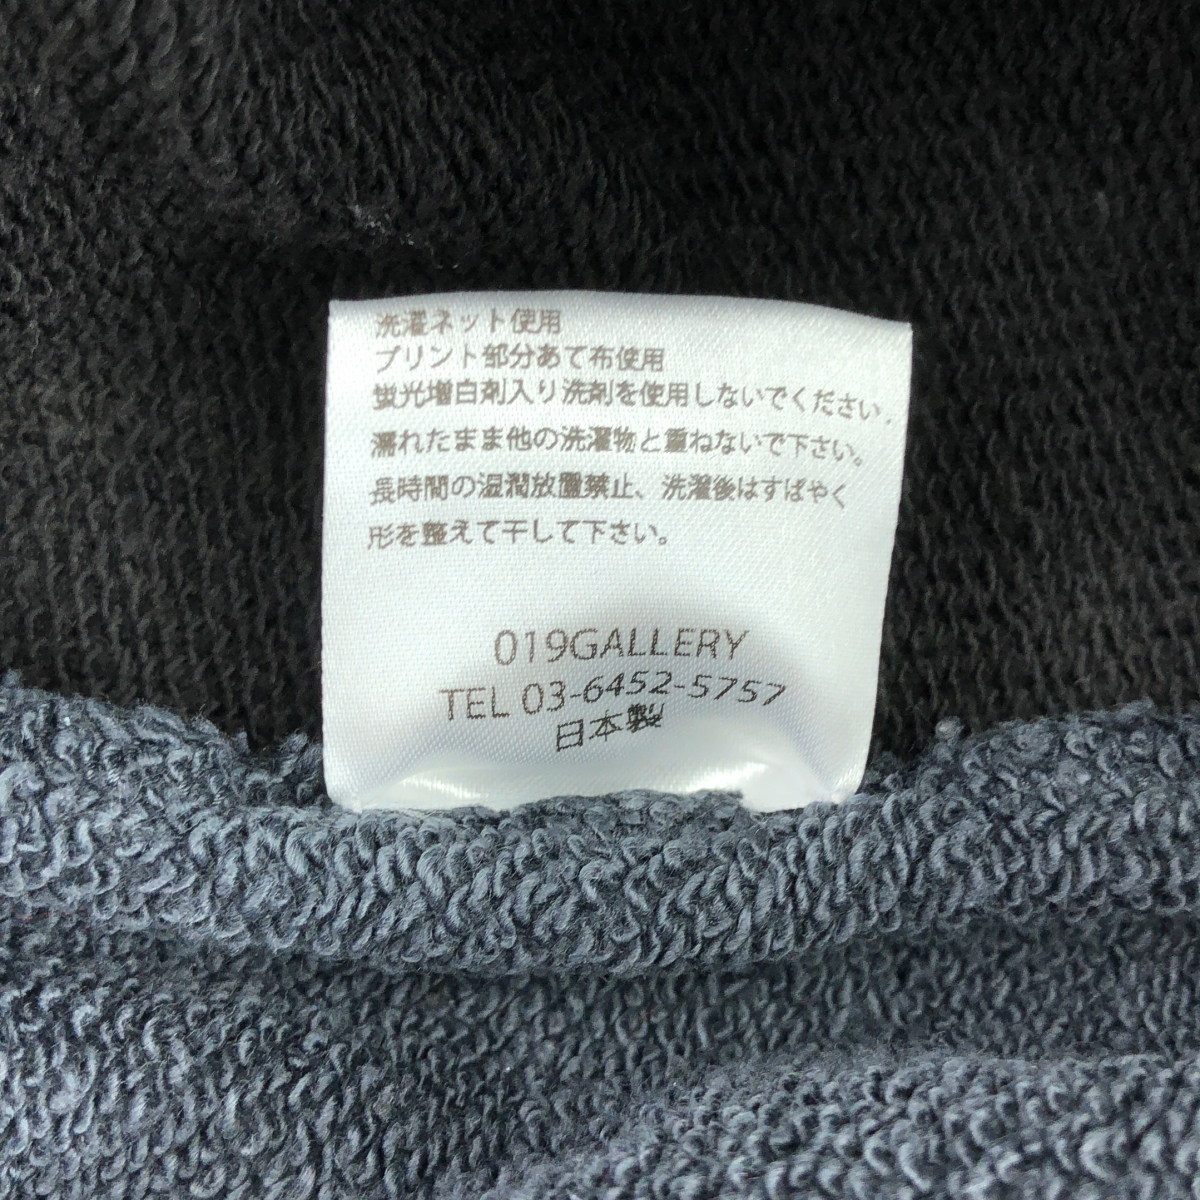 洗濯ネット使用
プリント部分あて布使用
蛍光増白剤入り洗剤を使用しないでください.
濡れたまま他の洗濯物と重ねないで下さい。
長時間の湿潤放置禁止、洗濯後はすばやく
形を整えて干して下さい。
019GALLERY
TEL 03-6452-5757
日本製